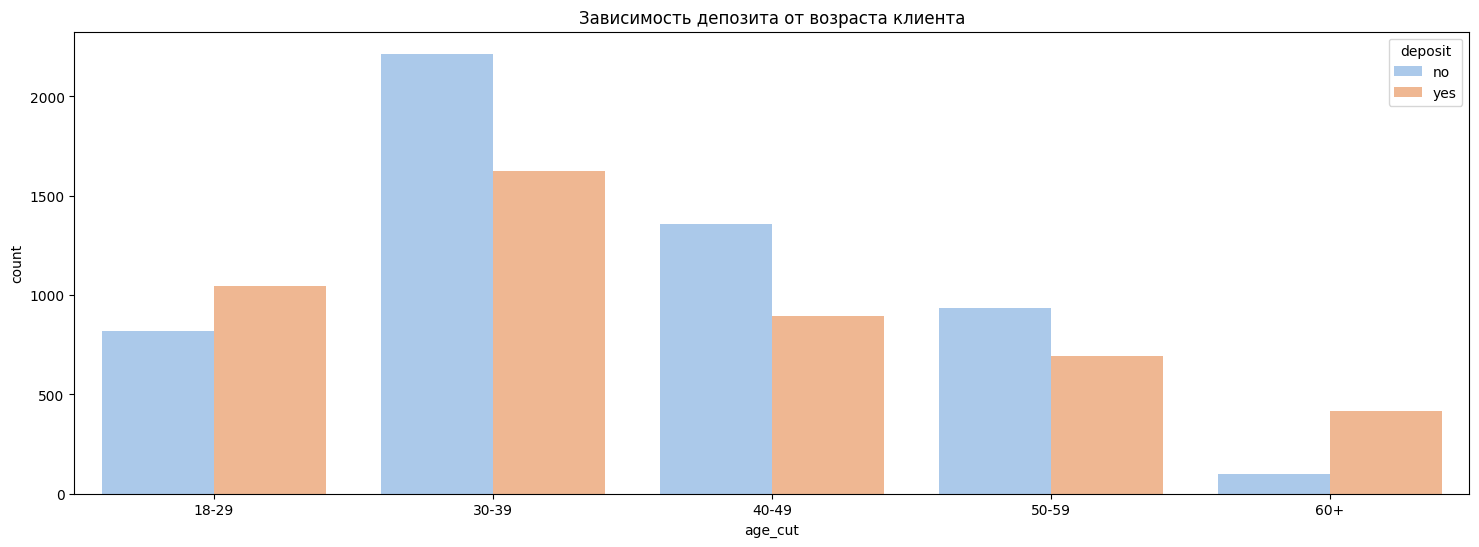 Зависимость депозита от возраста клиента
deposit
no
yes
count
2000
1500
1000
500
0
18-29
30-39
40-49
50-59
60+
age_cut